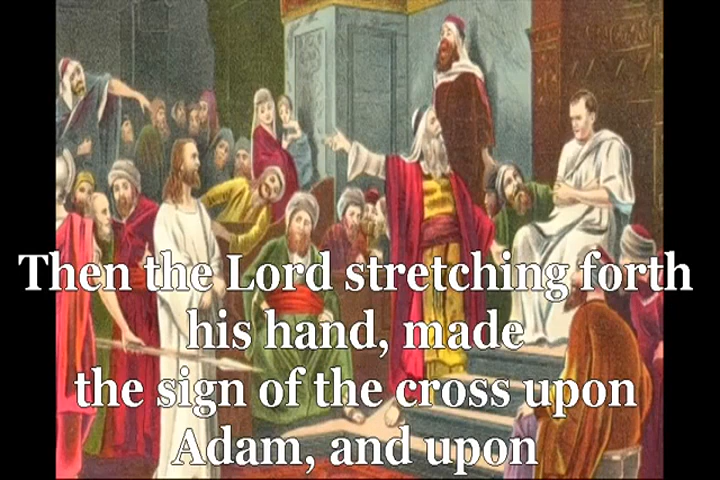 Then the Lord stretching forth
his hand, made
the sign of the cross upon
Adam, and upon